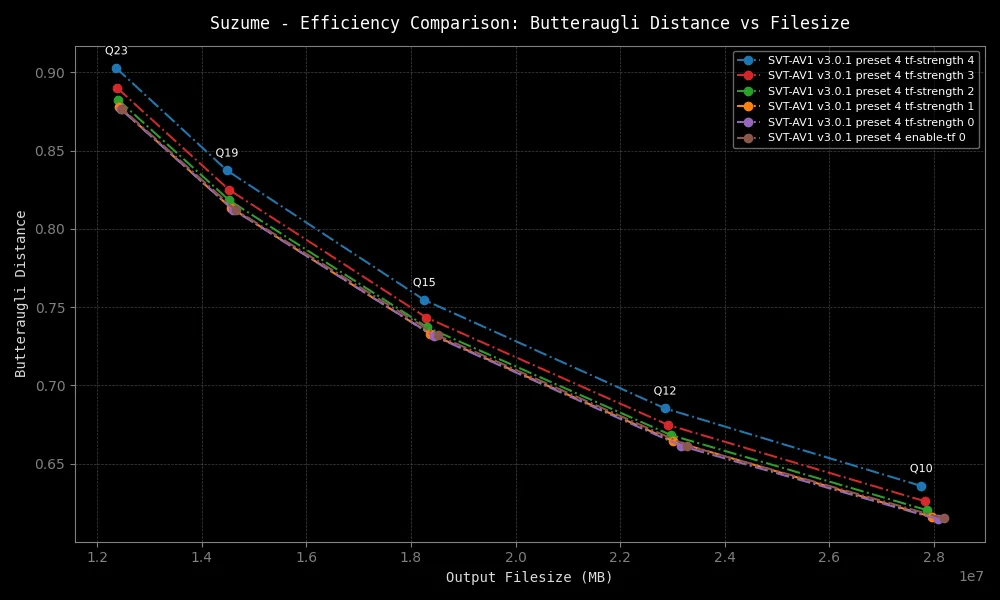 Suzume - Efficiency Comparison: Butteraugli Distance vs Filesize
Q23
SVT-AV1 v3.0.1 preset 4 tf-strength 4
SVT-AV1 v3.0.1 preset 4 tf-strength 3
SVT-AV1 v3.0.1 preset 4 tf-strength 2
SVT-AV1 v3.0.1 preset 4 tf-strength 1
SVT-AV1 v3.0.1 preset 4 tf-strength 0
SVT-AV1 v3.0.1 preset 4 enable-tf 0
0.90
0.85
0.80
0.75
0.70
0.65
Butteraugli Distance
Q19
Q15
Q12
Q10
1.2 1.4 1.6 1.8 2.0 2.2 2.4 2.6 2.8
1e7
Output Filesize (MB)